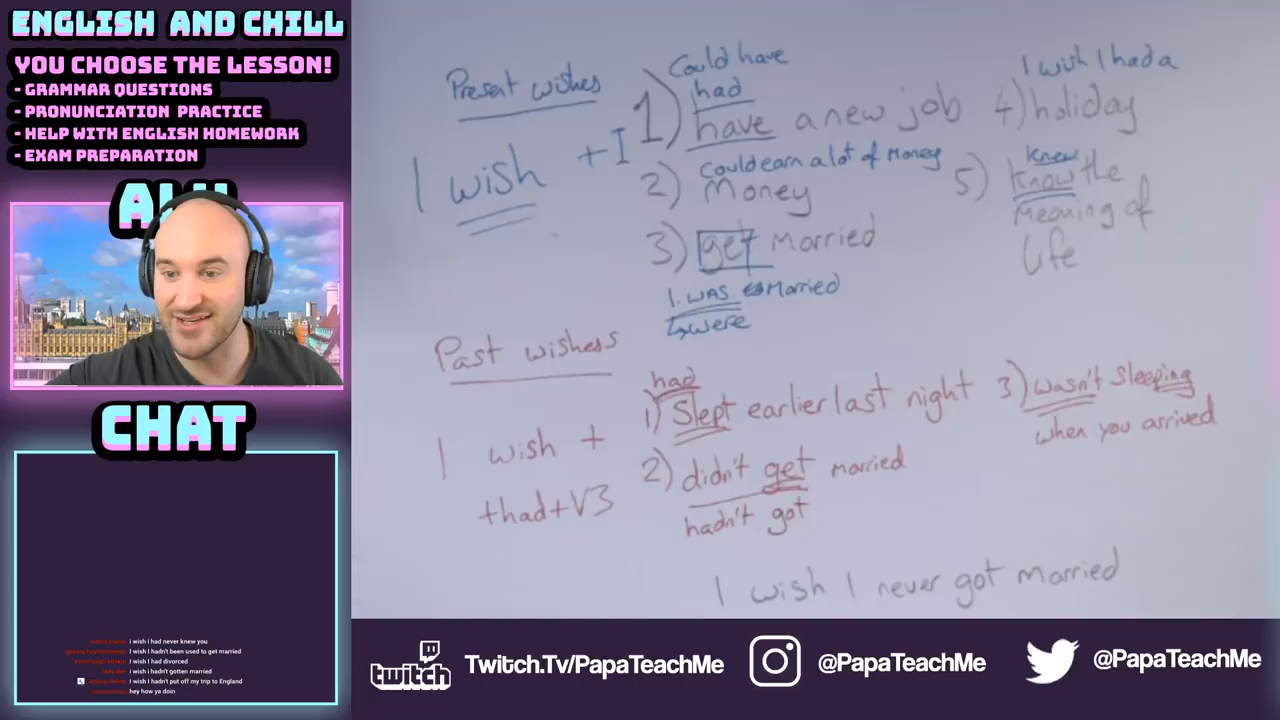 ENGLISH AND CHILL
YOU CHOOSE THE LESSON!
- GRAMMAR QUESTIONS
- PRONUNCIATION PRACTICE
- HELP WITH ENGLISH HOMEWORK
- EXAM PREPARATION
CHAT
i wish i had never knew you
I wish I hadn't been used to get married
I wish I had divorced
i wish i hadn't gotten married
I wish I hadn't put off my trip to England
hey how ya doin
Present wishes
I wish + I
Could have
had
1) have a new job
Could earn a lot of money
2) Money
3) get married
I was married
were
I wish I had a
4) holiday
knew
5) know the
meaning of
life
Past wishess
I wish +
+had+V3
had
1) Slept earlier last night
2) didn't get married
hadn't got
3) wasn't sleeping
when you arrived
I wish I never got married
twitch
Twitch.Tv/PapaTeachMe
@PapaTeachMe
@PapaTeachMe